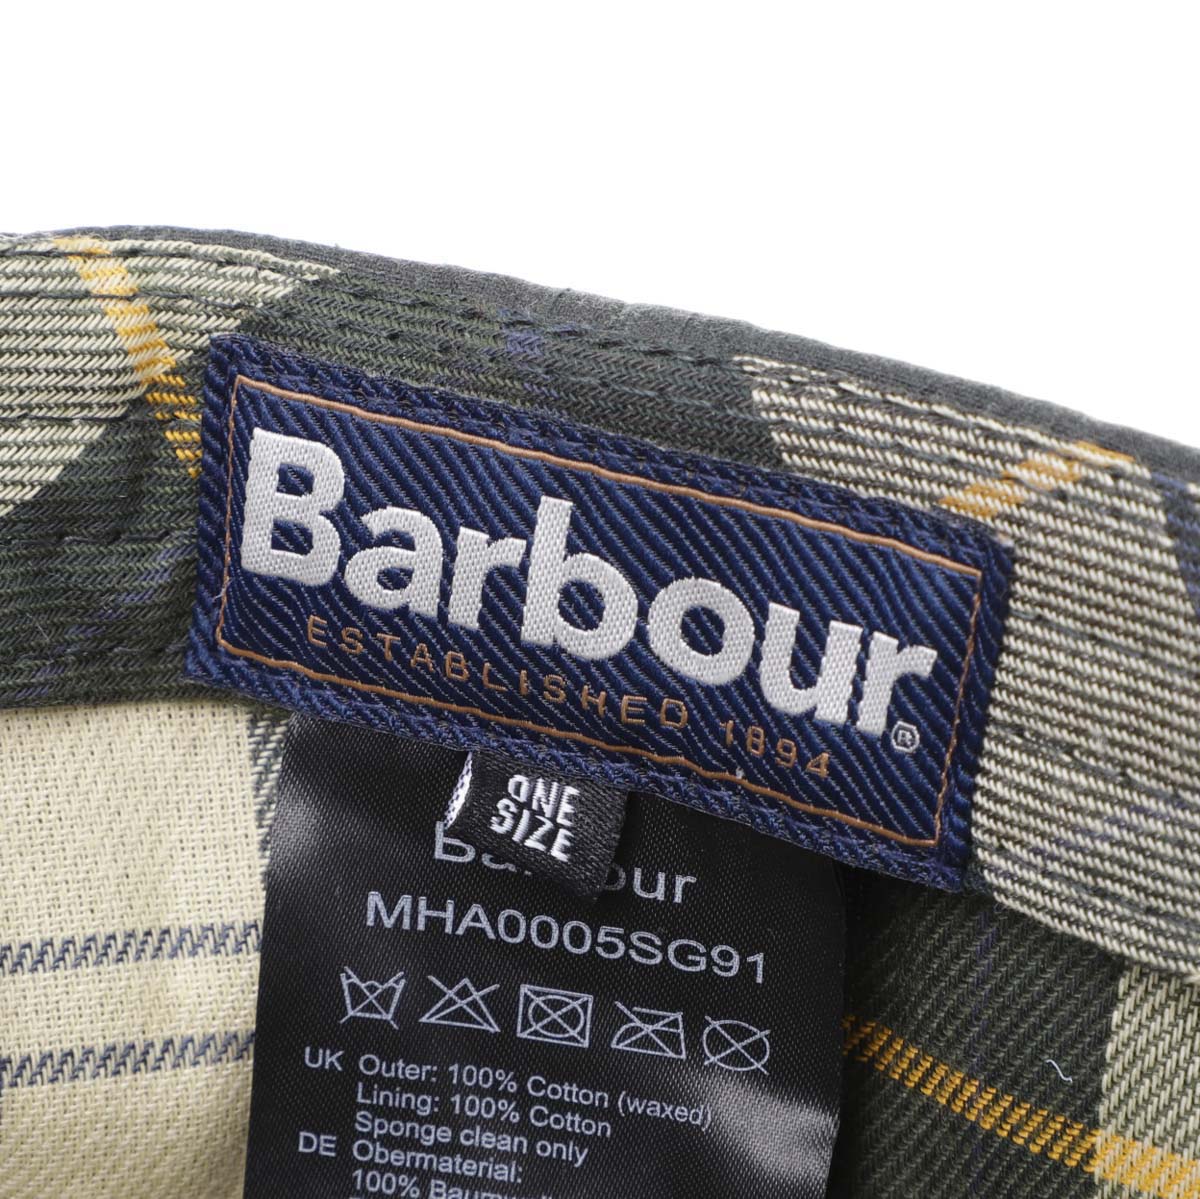 Barbour®
ESTABLISHED 1894
ONE
SIZE
MHA0005SG91
UK Outer: 100% Cotton (waxed)
Lining: 100% Cotton
Sponge clean only
DE Obermaterial:
100%